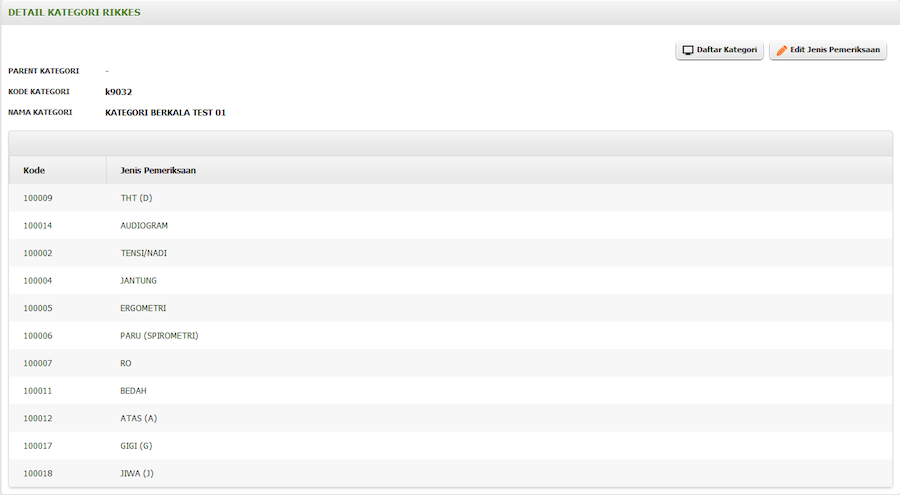 DETAIL KATEGORI RIKKES
Daftar Kategori Edit Jenis Pemeriksaan
PARENT KATEGORI -
KODE KATEGORI k9032
NAMA KATEGORI KATEGORI BERKALA TEST 01
Kode Jenis Pemeriksaan
100009 THT (D)
100014 AUDIOGRAM
100002 TENSI/NADI
100004 JANTUNG
100005 ERGOMETRI
100006 PARU (SPIROMETRI)
100007 RO
100011 BEDAH
100012 ATAS (A)
100017 GIGI (G)
100018 JIWA (J)